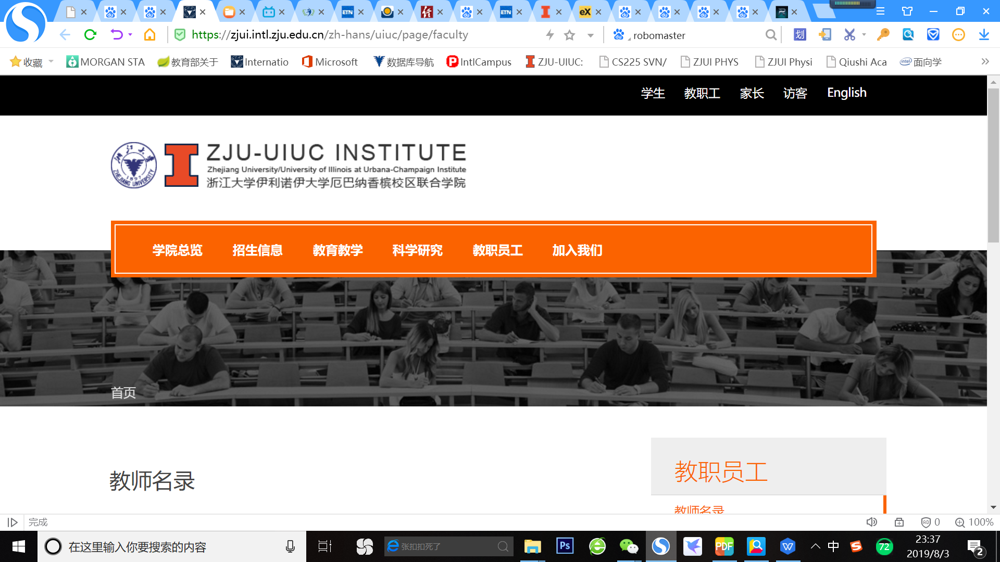 https://zjui.intl.zju.edu.cn/zh-hans/uiuc/page/faculty
robomaster
划
收藏
MORGAN STA
教育部关于
Internatio
Microsoft
数据库导航
IntlCampus
ZJU-UIUC:
CS225 SVN/
ZJUI PHYS
ZJUI Physi
Qiushi Aca
面向学
学生 教职工 家长 访客 English
ZJU-UIUC INSTITUTE
Zhejiang University/University of Illinois at Urbana-Champaign Institute
浙江大学伊利诺伊大学厄巴纳香槟校区联合学院
学院总览 招生信息 教育教学 科学研究 教职员工 加入我们
首页
教师名录
教职员工
教师名录
完成
0
100%
在这里输入你要搜索的内容
张扣扣死了
Ps
PDF
中
72
23:37
2019/8/3
2